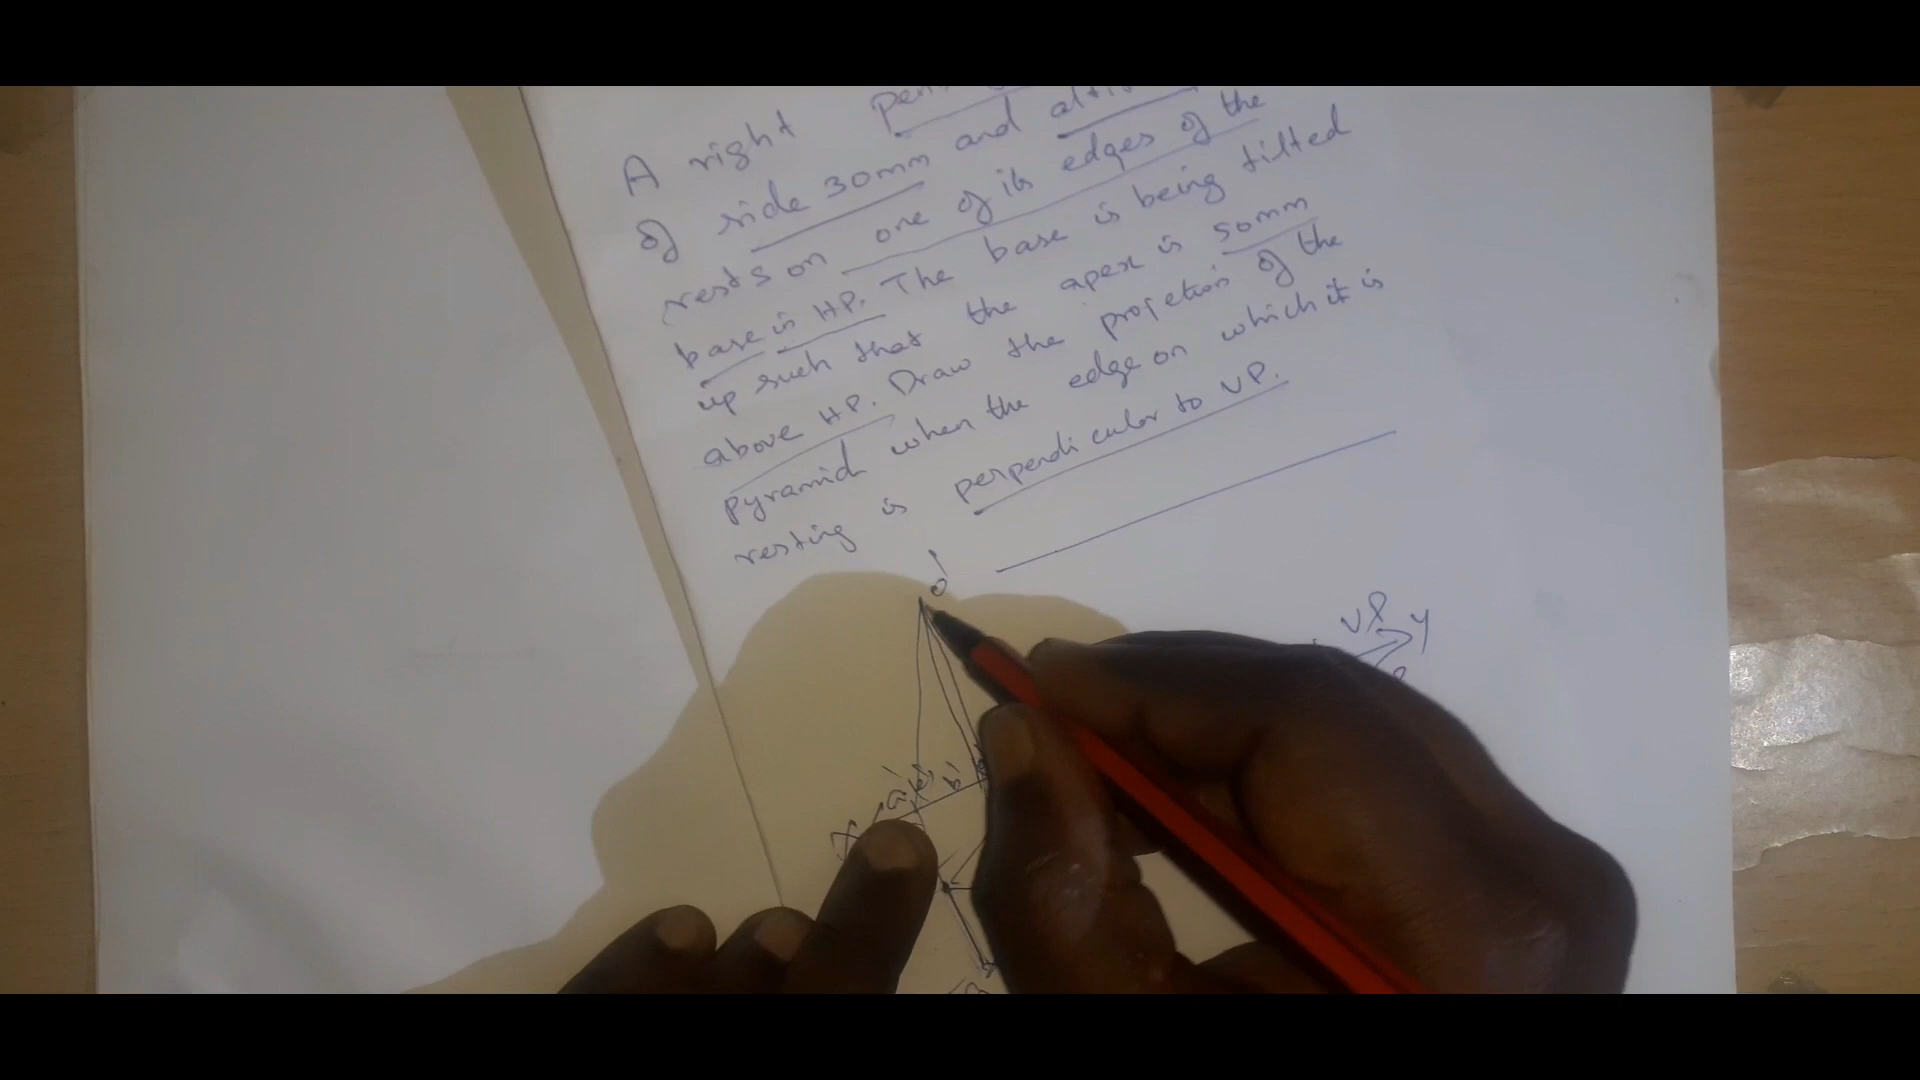 A right
of side 30mm and
rests on one of its edges of the
base in HP. The base is being tilted
up such that the apex is 50mm
above HP. Draw the projetion of the
pyramid when the edge on which it is
resting is perpendicular to VP.
o'
VP
y
a' b'
X